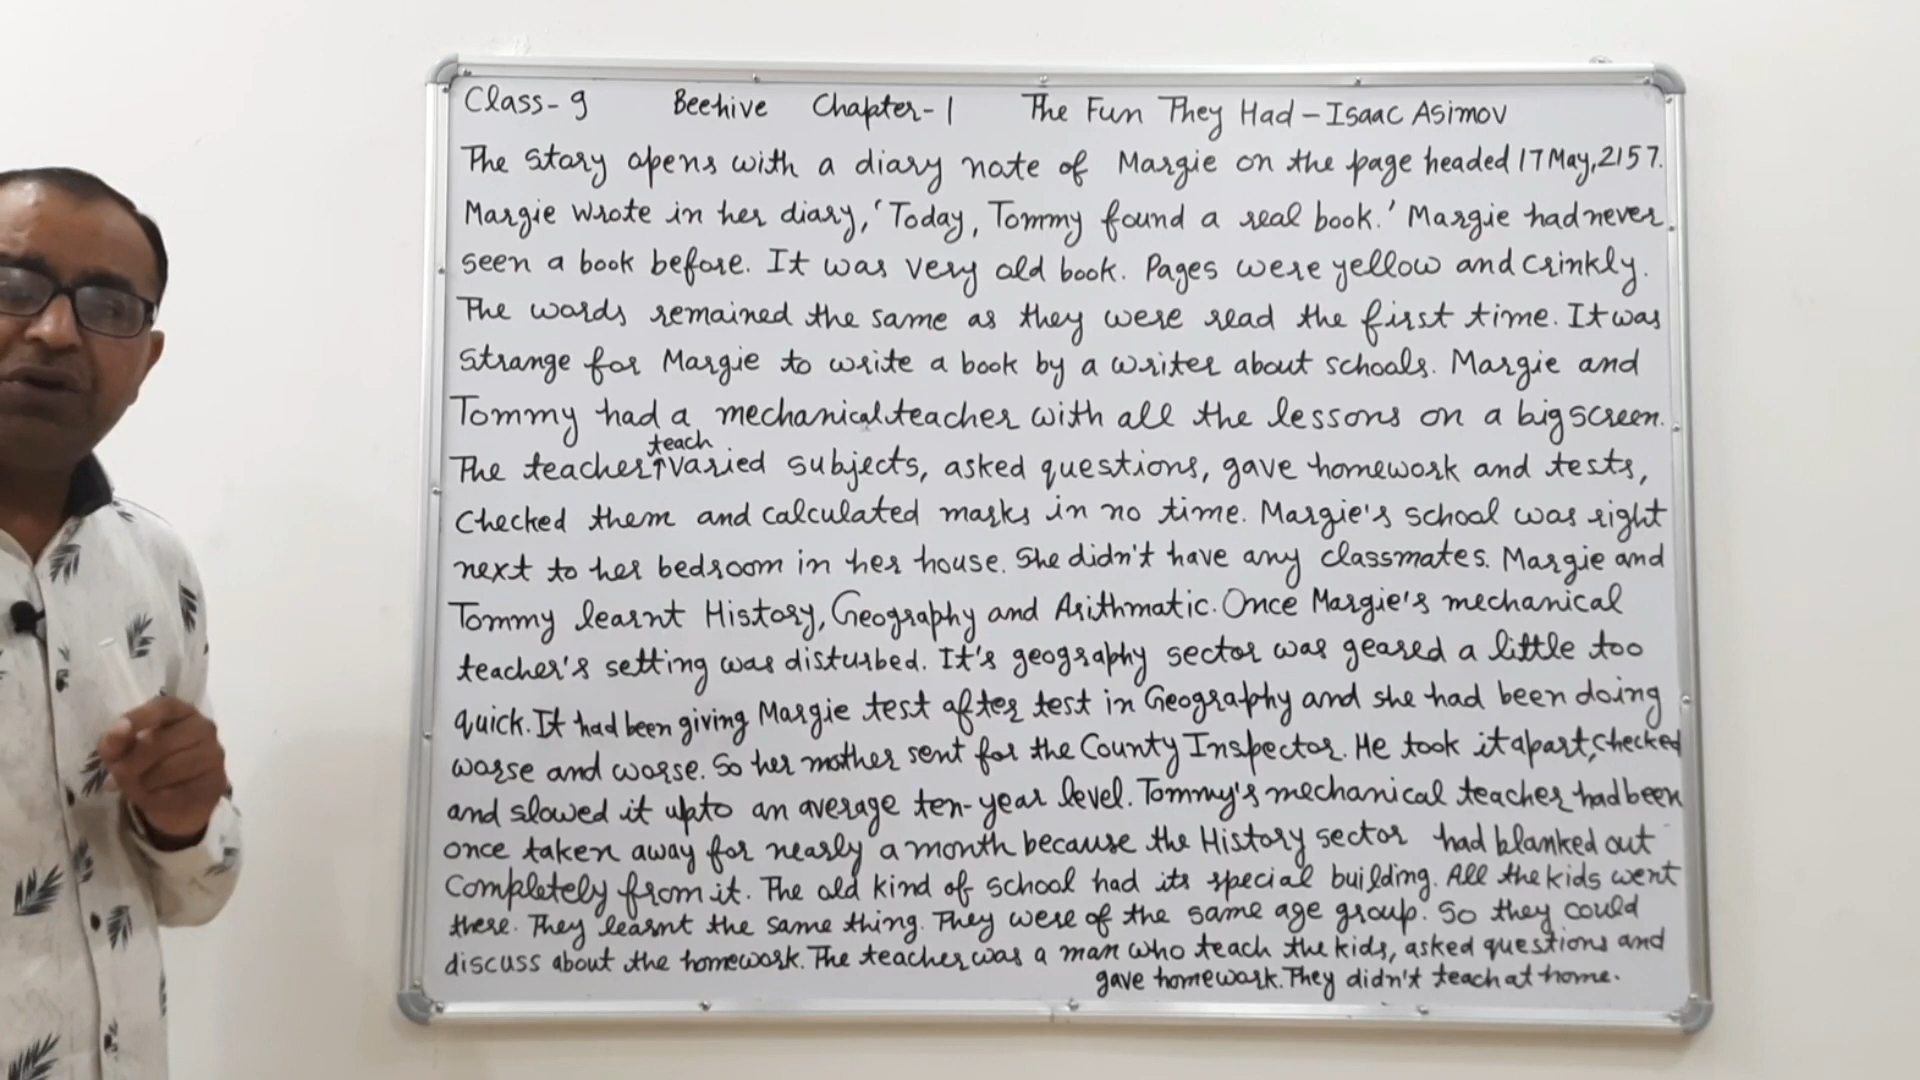 Class-9 Beehive Chapter-1 The Fun They Had - Isaac Asimov
The story opens with a diary note of Margie on the page headed 17 May, 2157.
Margie wrote in her diary, 'Today, Tommy found a real book.' Margie had never
seen a book before. It was very old book. Pages were yellow and crinkly.
The words remained the same as they were read the first time. It was
strange for Margie to write a book by a writer about schools. Margie and
Tommy had a mechanical teacher with all the lessons on a big screen.
The teacher teach varied subjects, asked questions, gave homework and tests,
checked them and calculated marks in no time. Margie's school was right
next to her bedroom in her house. She didn't have any classmates. Margie and
Tommy learnt History, Geography and Arithmatic. Once Margie's mechanical
teacher's setting was disturbed. It's geography sector was geared a little too
quick. It had been giving Margie test after test in Geography and she had been doing
worse and worse. So her mother sent for the County Inspector. He took it apart, checked
and slowed it upto an average ten-year level. Tommy's mechanical teacher had been
once taken away for nearly a month because the History sector had blanked out
completely from it. The old kind of school had its special building. All the kids went
there. They learnt the same thing. They were of the same age group. So they could
discuss about the homework. The teacher was a man who teach the kids, asked questions and
gave homework. They didn't teach at home.